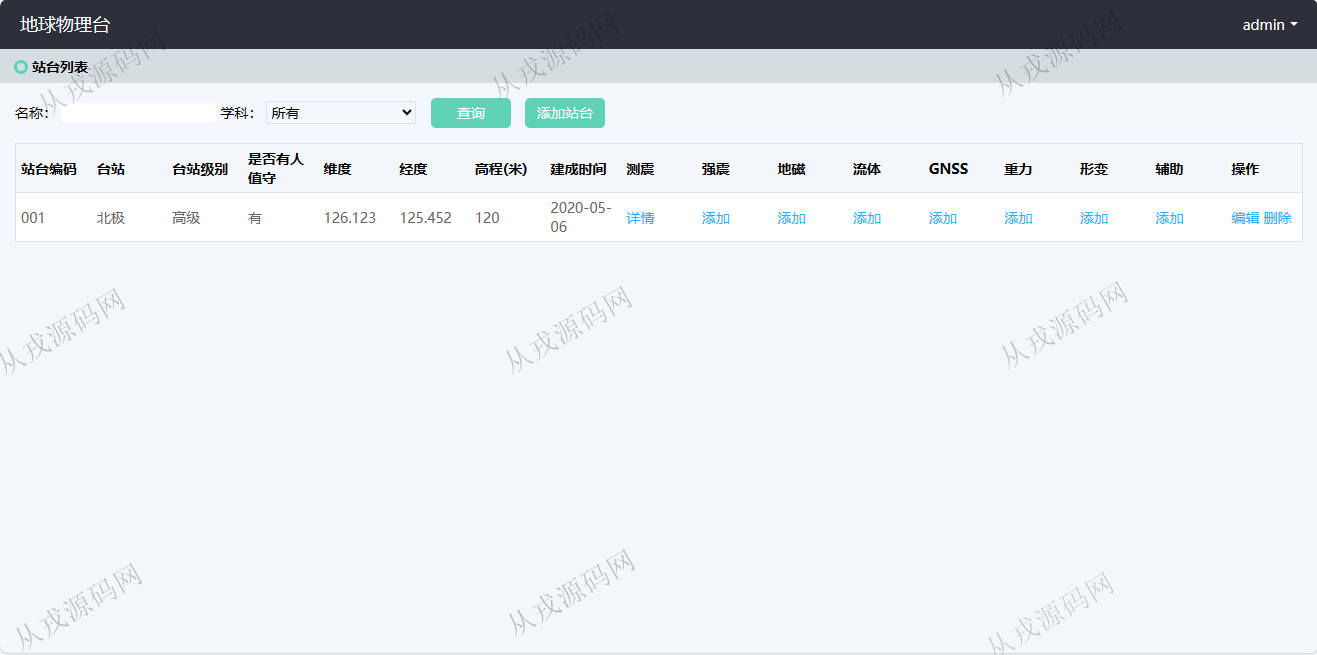 地球物理台 admin
站台列表
名称: 学科: 所有 查询 添加站台
站台编码 台站 台站级别 是否有人值守 维度 经度 高程(米) 建成时间 测震 强震 地磁 流体 GNSS 重力 形变 辅助 操作
001 北极 高级 有 126.123 125.452 120 2020-05-06 详情 添加 添加 添加 添加 添加 添加 添加 编辑 删除
从戎源码网
从戎源码网
从戎源码网
从戎源码网
从戎源码网
从戎源码网
从戎源码网
从戎源码网
从戎源码网